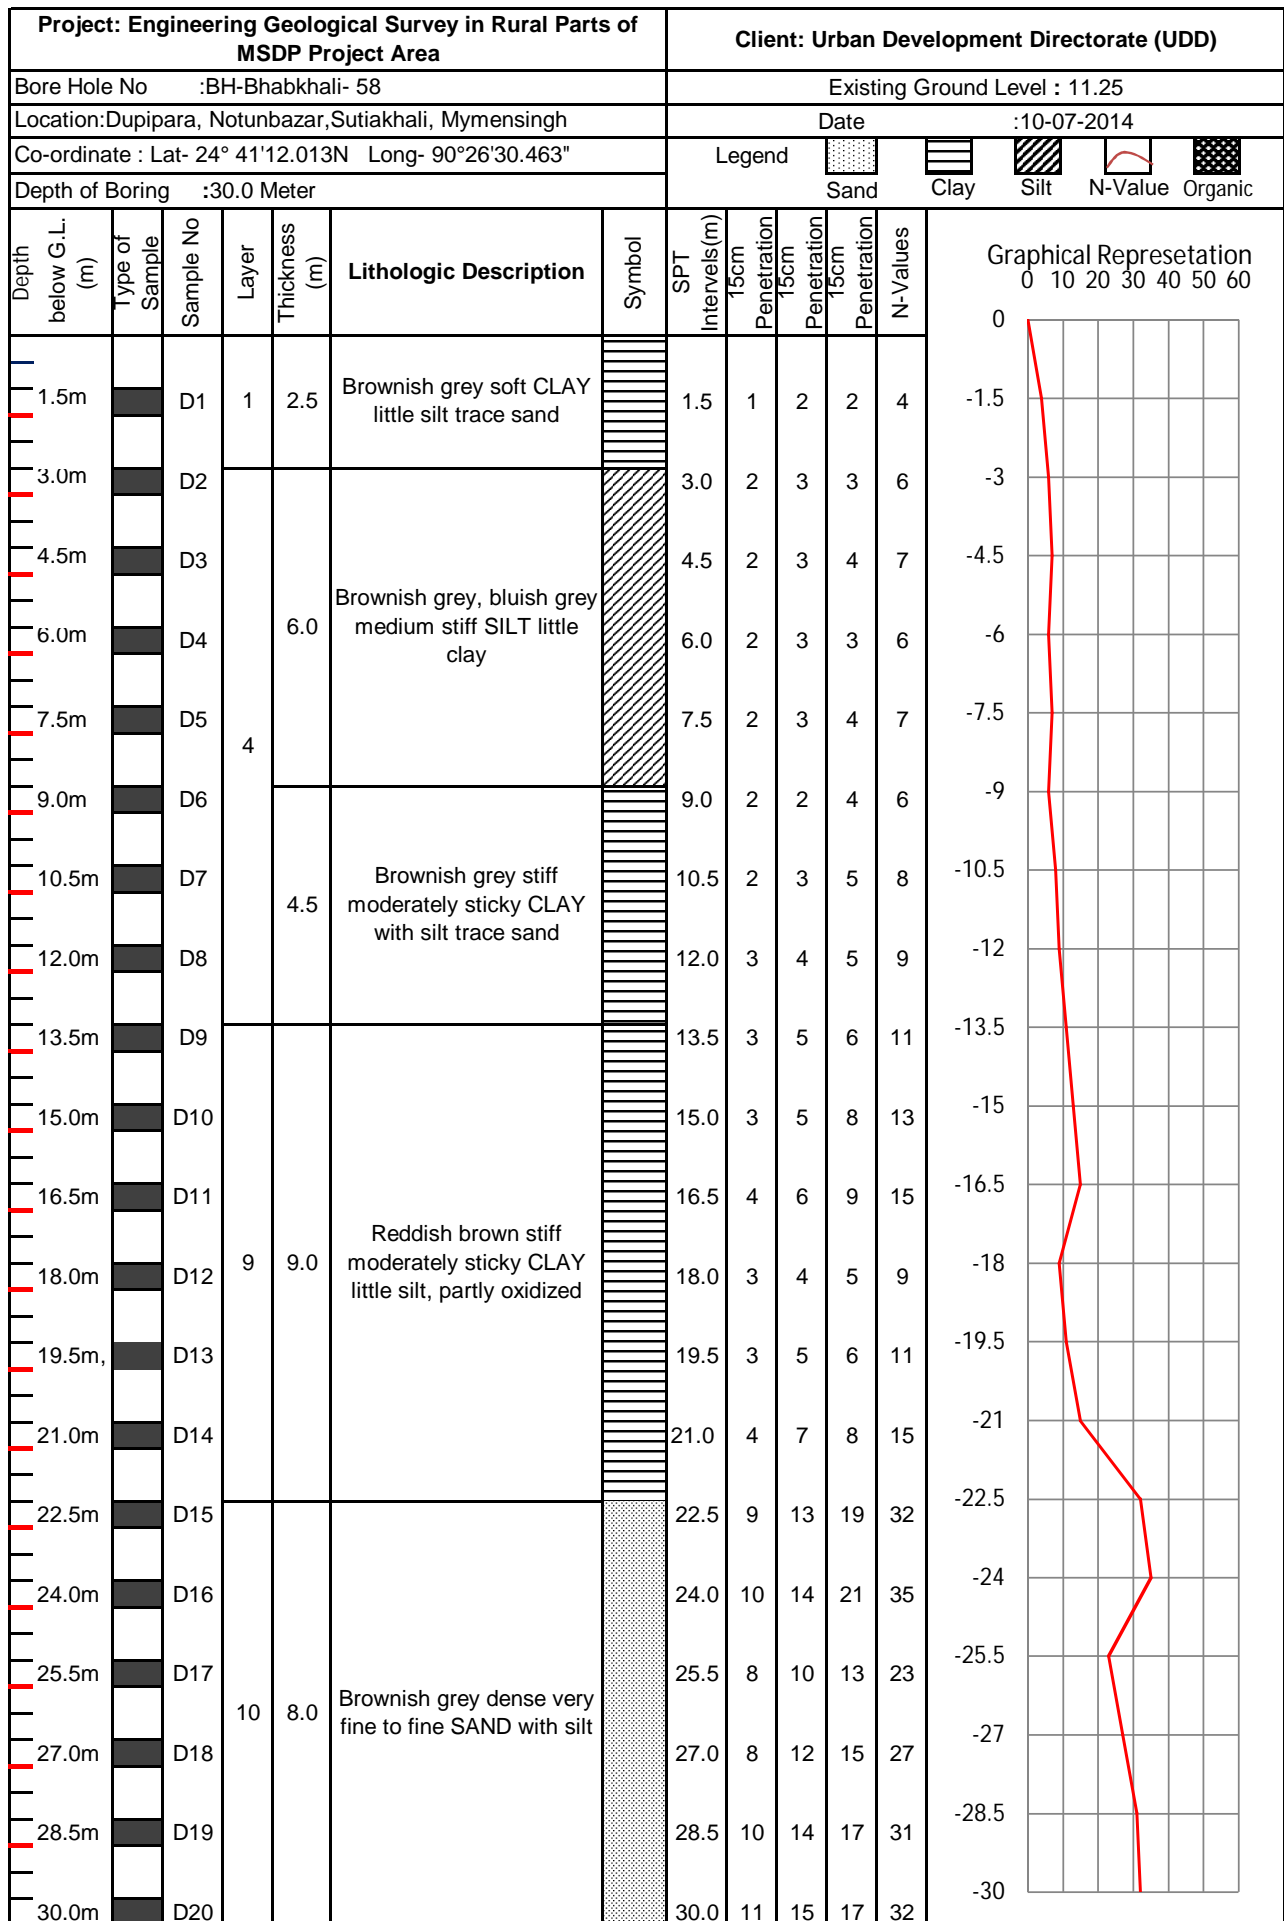 Project: Engineering Geological Survey in Rural Parts of
MSDP Project Area
Client: Urban Development Directorate (UDD)
Bore Hole No :BH-Bhabkhali- 58
Existing Ground Level : 11.25
Location:Dupipara, Notunbazar,Sutiakhali, Mymensingh
Date :10-07-2014
Co-ordinate : Lat- 24° 41'12.013N Long- 90°26'30.463"
Legend
Sand Clay Silt N-Value Organic
Depth of Boring :30.0 Meter
Depth
below G.L.
(m)
Type of
Sample
Sample No
Layer
Thickness
(m)
Lithologic Description
Symbol
SPT
Intervels(m)
15cm
Penetration
15cm
Penetration
15cm
Penetration
N-Values
Graphical Represetation
0 10 20 30 40 50 60
0
1.5m D1 1 2.5 Brownish grey soft CLAY
little silt trace sand
1.5 1 2 2 4 -1.5
3.0m D2 3.0 2 3 3 6 -3
4.5m D3 4.5 2 3 4 7 -4.5
6.0 Brownish grey, bluish grey
medium stiff SILT little
clay
6.0m D4 6.0 2 3 3 6 -6
7.5m D5 7.5 2 3 4 7 -7.5
4
9.0m D6 9.0 2 2 4 6 -9
10.5m D7 10.5 2 3 5 8 -10.5
4.5 Brownish grey stiff
moderately sticky CLAY
with silt trace sand
12.0m D8 12.0 3 4 5 9 -12
13.5m D9 13.5 3 5 6 11 -13.5
15.0m D10 15.0 3 5 8 13 -15
16.5m D11 16.5 4 6 9 15 -16.5
9 9.0 Reddish brown stiff
moderately sticky CLAY
little silt, partly oxidized
18.0m D12 18.0 3 4 5 9 -18
19.5m, D13 19.5 3 5 6 11 -19.5
21.0m D14 21.0 4 7 8 15 -21
22.5m D15 22.5 9 13 19 32 -22.5
24.0m D16 24.0 10 14 21 35 -24
25.5m D17 25.5 8 10 13 23 -25.5
10 8.0 Brownish grey dense very
fine to fine SAND with silt
27.0m D18 27.0 8 12 15 27 -27
28.5m D19 28.5 10 14 17 31 -28.5
30.0m D20 30.0 11 15 17 32 -30